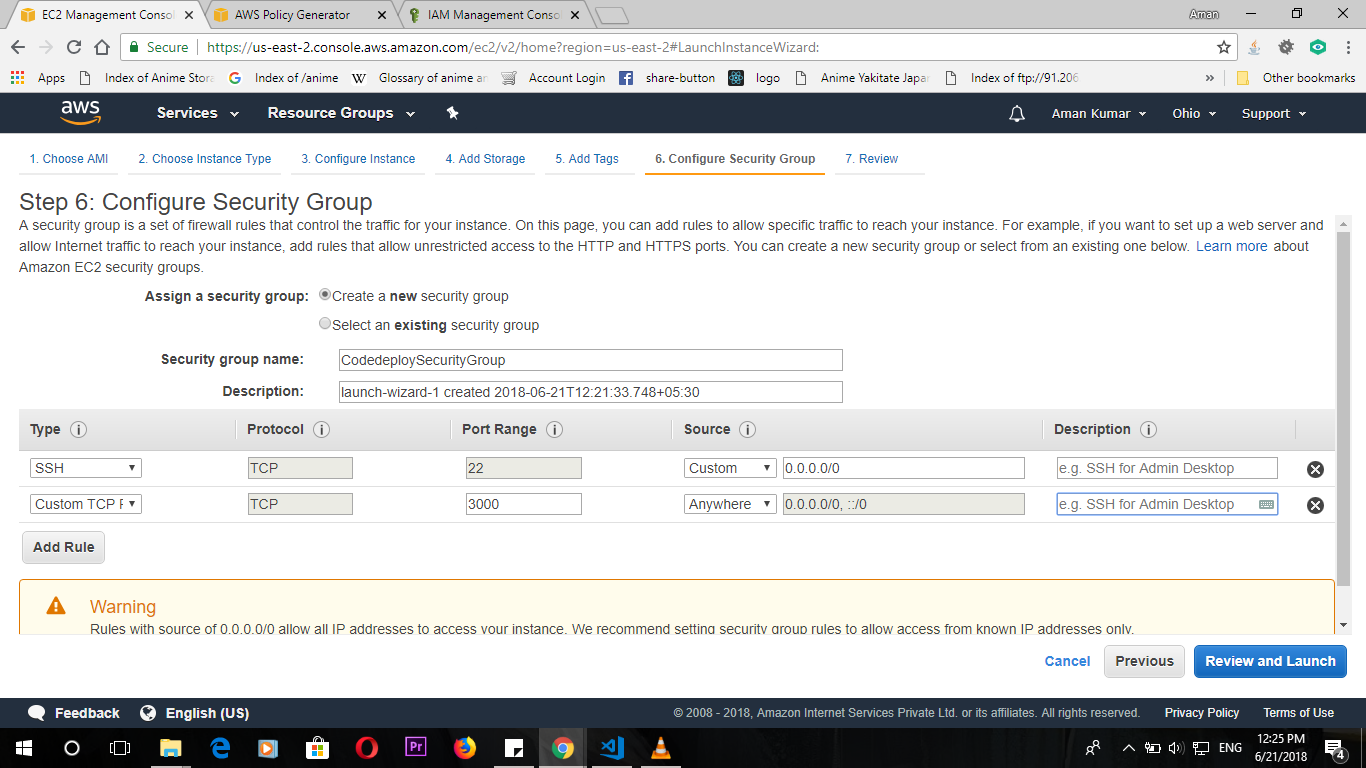 EC2 Management Conso
AWS Policy Generator
IAM Management Conso
Aman
Secure
https://us-east-2.console.aws.amazon.com/ec2/v2/home?region=us-east-2#LaunchInstanceWizard:
Apps
Index of Anime Stora
Index of /anime
Glossary of anime an
Account Login
share-button
logo
Anime Yakitate Japan
Index of ftp://91.206
»
Other bookmarks
aws
Services
Resource Groups
Aman Kumar
Ohio
Support
1. Choose AMI
2. Choose Instance Type
3. Configure Instance
4. Add Storage
5. Add Tags
6. Configure Security Group
7. Review
Step 6: Configure Security Group
A security group is a set of firewall rules that control the traffic for your instance. On this page, you can add rules to allow specific traffic to reach your instance. For example, if you want to set up a web server and
allow Internet traffic to reach your instance, add rules that allow unrestricted access to the HTTP and HTTPS ports. You can create a new security group or select from an existing one below. Learn more about
Amazon EC2 security groups.
Assign a security group:
Create a new security group
Select an existing security group
Security group name:
CodedeploySecurityGroup
Description:
launch-wizard-1 created 2018-06-21T12:21:33.748+05:30
Type
Protocol
Port Range
Source
Description
SSH
TCP
22
Custom
0.0.0.0/0
e.g. SSH for Admin Desktop
Custom TCP F
TCP
3000
Anywhere
0.0.0.0/0, ::/0
e.g. SSH for Admin Desktop
Add Rule
Warning
Rules with source of 0.0.0.0/0 allow all IP addresses to access your instance. We recommend setting security group rules to allow access from known IP addresses only.
Cancel
Previous
Review and Launch
Feedback
English (US)
© 2008 - 2018, Amazon Internet Services Private Ltd. or its affiliates. All rights reserved.
Privacy Policy
Terms of Use
Pr
ENG
12:25 PM
6/21/2018
4